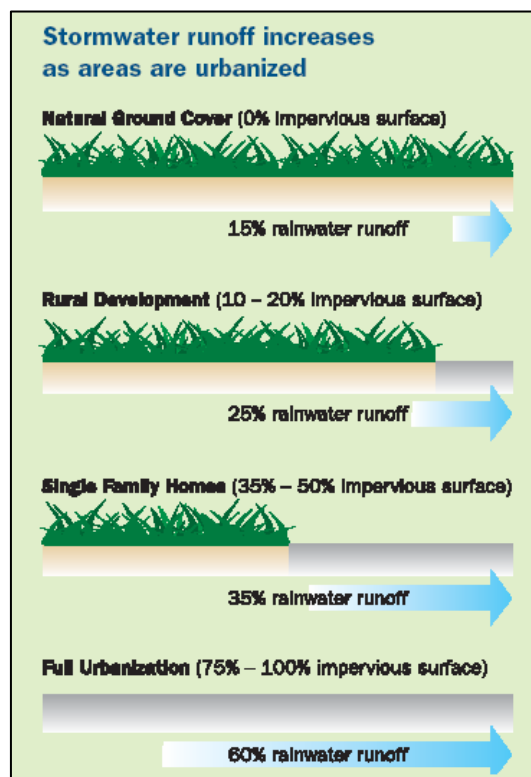 Stormwater runoff increases
as areas are urbanized
Natural Ground Cover (0% impervious surface)
15% rainwater runoff
Rural Development (10 – 20% impervious surface)
25% rainwater runoff
Single Family Homes (35% – 50% impervious surface)
35% rainwater runoff
Full Urbanization (75% – 100% impervious surface)
60% rainwater runoff